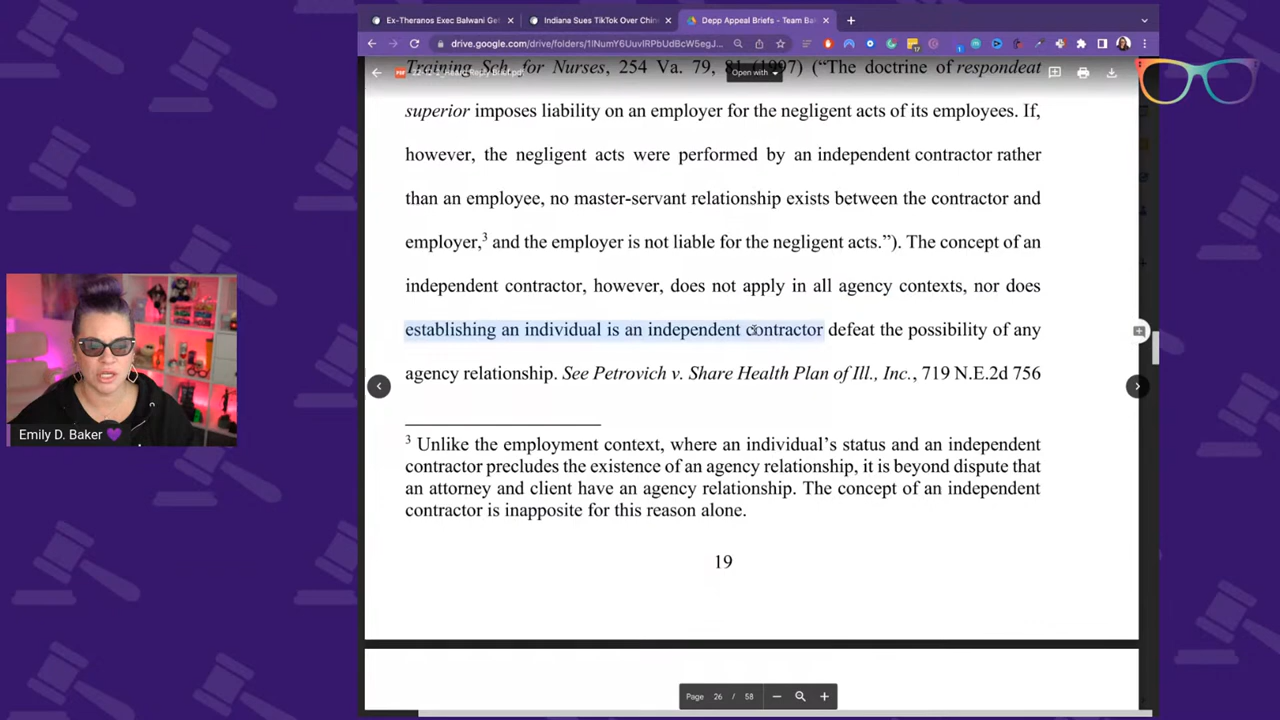 Ex-Theranos Exec Balwani Get
Indiana Sues TikTok Over Chin
Depp Appeal Briefs - Team Ba
drive.google.com/drive/folders/
Open with
Training Sch. for Nurses, 254 Va. 79, 81 (1997) (“The doctrine of respondeat
superior imposes liability on an employer for the negligent acts of its employees. If,
however, the negligent acts were performed by an independent contractor rather
than an employee, no master-servant relationship exists between the contractor and
employer,3 and the employer is not liable for the negligent acts.”). The concept of an
independent contractor, however, does not apply in all agency contexts, nor does
establishing an individual is an independent contractor defeat the possibility of any
agency relationship. See Petrovich v. Share Health Plan of Ill., Inc., 719 N.E.2d 756
3 Unlike the employment context, where an individual’s status and an independent
contractor precludes the existence of an agency relationship, it is beyond dispute that
an attorney and client have an agency relationship. The concept of an independent
contractor is inapposite for this reason alone.
19
Page 26 / 58
Emily D. Baker 💜